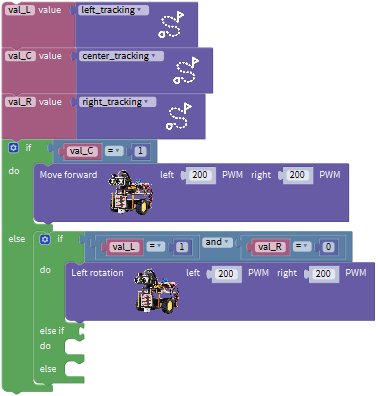 val_L value left_tracking
val_C value center_tracking
val_R value right_tracking
if val_C = 1
do Move forward left 200 PWM right 200 PWM
else if val_L = 1 and val_R = 0
do Left rotation left 200 PWM right 200 PWM
else if
do
else